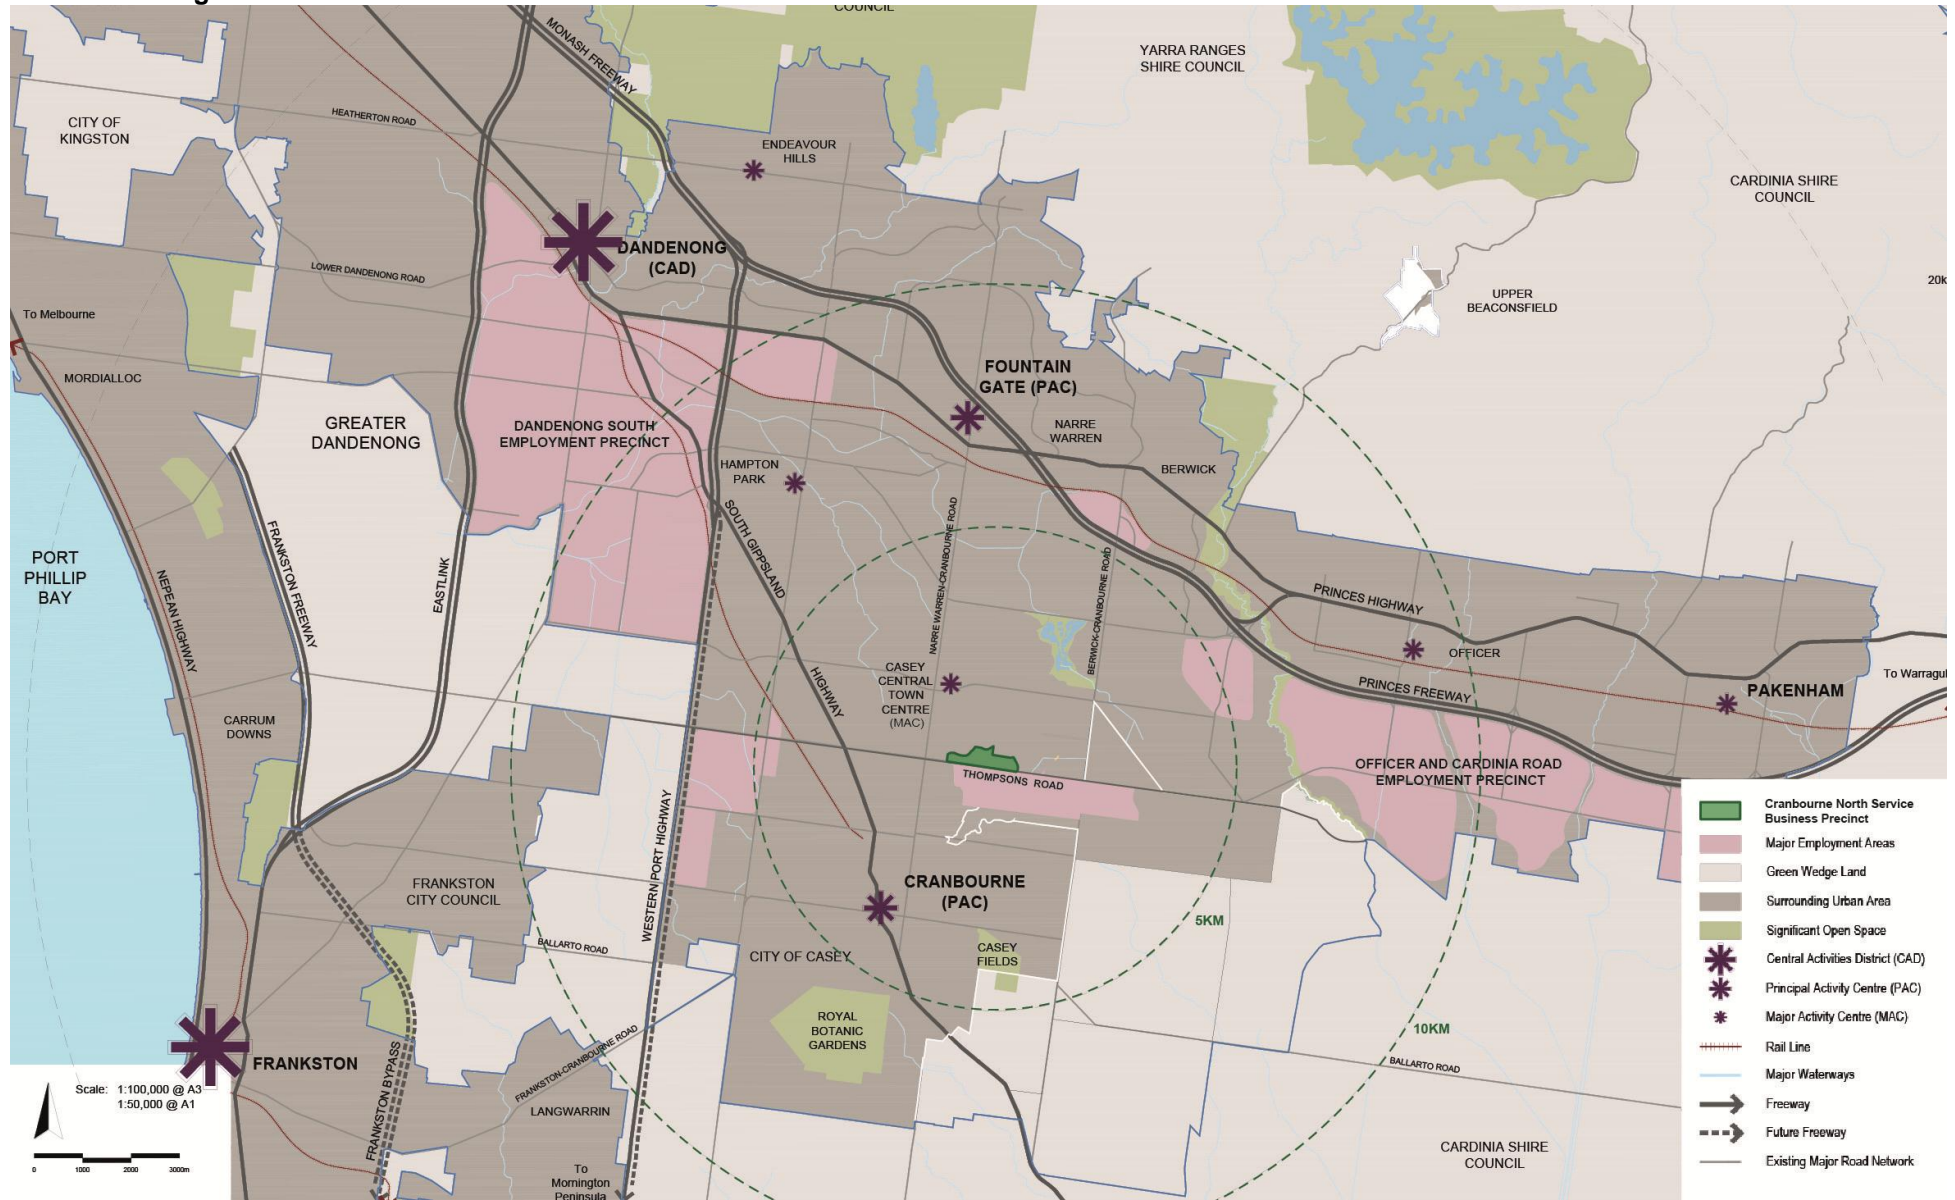 COUNCIL
MONASH FREEWAY
YARRA RANGES
SHIRE COUNCIL
CITY OF
KINGSTON
HEATHERTON ROAD
ENDEAVOUR
HILLS
CARDINIA SHIRE
COUNCIL
DANDENONG
(CAD)
LOWER DANDENONG ROAD
20k
UPPER
BEACONSFIELD
To Melbourne
MORDIALLOC
FOUNTAIN
GATE (PAC)
GREATER
DANDENONG
DANDENONG SOUTH
EMPLOYMENT PRECINCT
NARRE
WARREN
BERWICK
HAMPTON
PARK
SOUTH GIPPSLAND
HIGHWAY
NARRE WARREN-CRANBOURNE ROAD
BERWICK-CRANBOURNE ROAD
PORT
PHILLIP
BAY
NEPEAN HIGHWAY
FRANKSTON FREEWAY
EASTLINK
PRINCES HIGHWAY
OFFICER
CASEY
CENTRAL
TOWN
CENTRE
(MAC)
PRINCES FREEWAY
PAKENHAM
To Warragul
CARRUM
DOWNS
THOMPSONS ROAD
OFFICER AND CARDINIA ROAD
EMPLOYMENT PRECINCT
WESTERN PORT HIGHWAY
FRANKSTON
CITY COUNCIL
CRANBOURNE
(PAC)
5KM
BALLARTO ROAD
CITY OF CASEY
CASEY
FIELDS
ROYAL
BOTANIC
GARDENS
10KM
BALLARTO ROAD
FRANKSTON
FRANKSTON BYPASS
FRANKSTON-CRANBOURNE ROAD
LANGWARRIN
To
Mornington
Peninsula
CARDINIA SHIRE
COUNCIL
Scale: 1:100,000 @ A3
1:50,000 @ A1
0 1000 2000 3000m
Cranbourne North Service
Business Precinct
Major Employment Areas
Green Wedge Land
Surrounding Urban Area
Significant Open Space
Central Activities District (CAD)
Principal Activity Centre (PAC)
Major Activity Centre (MAC)
Rail Line
Major Waterways
Freeway
Future Freeway
Existing Major Road Network